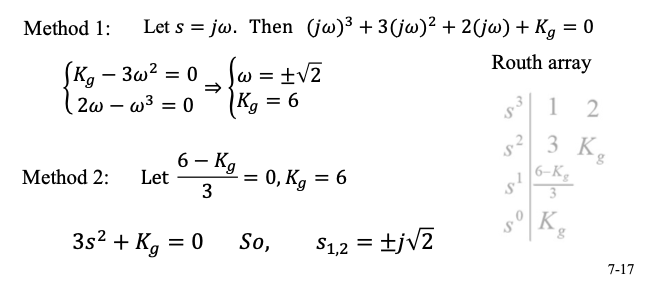 Method 1: Let s = jω. Then (jω)³ + 3(jω)² + 2(jω) + K_g = 0
{K_g − 3ω² = 0 ⇒ {ω = ±√2
2ω − ω³ = 0 K_g = 6
Routh array
s³ | 1 2
s² | 3 K_g
s¹ | (6−K_g)/3
s⁰ | K_g
Method 2: Let (6 − K_g)/3 = 0, K_g = 6
3s² + K_g = 0 So, s₁,₂ = ±j√2
7-17